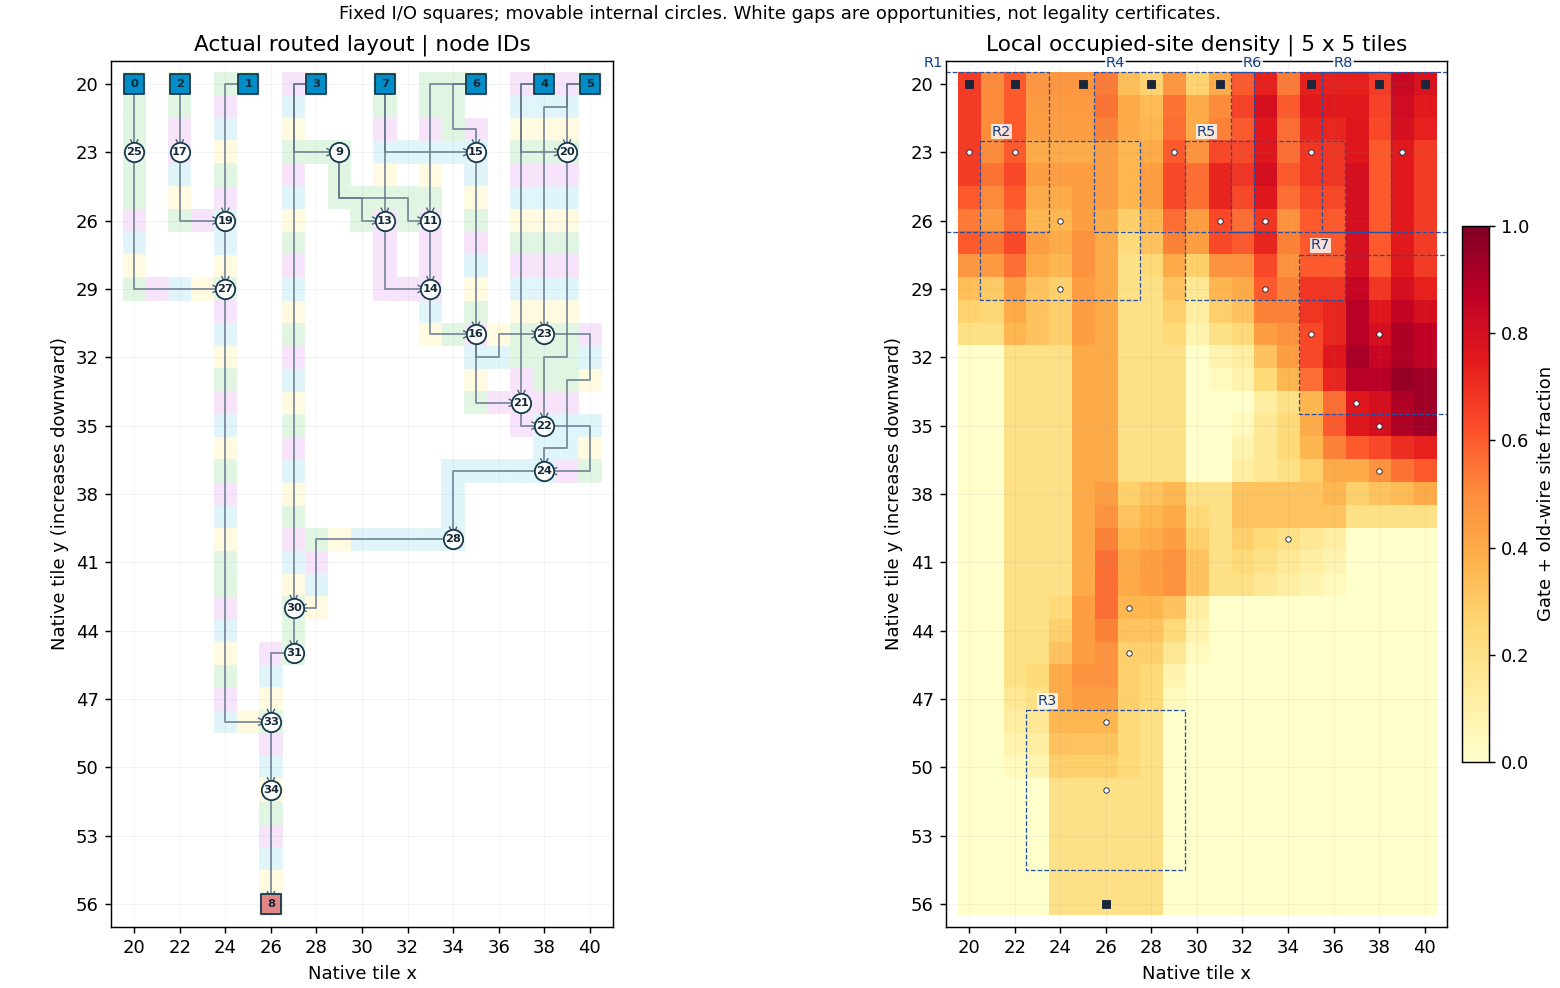 Fixed I/O squares; movable internal circles. White gaps are opportunities, not legality certificates.
Actual routed layout | node IDs
0 2 1 3 7 6 4 5
25 17 9 15 20
19 13 11
27 29 14
16 23
21
22
24
28
30
31
33
34
8
20
23
26
29
32
35
38
41
44
47
50
53
56
Native tile y (increases downward)
20 22 24 26 28 30 32 34 36 38 40
Native tile x
Local occupied-site density | 5 x 5 tiles
R1 R4 R6 R8
R2 R5
R7
R3
20
23
26
29
32
35
38
41
44
47
50
53
56
Native tile y (increases downward)
20 22 24 26 28 30 32 34 36 38 40
Native tile x
1.0
0.8
0.6
0.4
0.2
0.0
Gate + old-wire site fraction